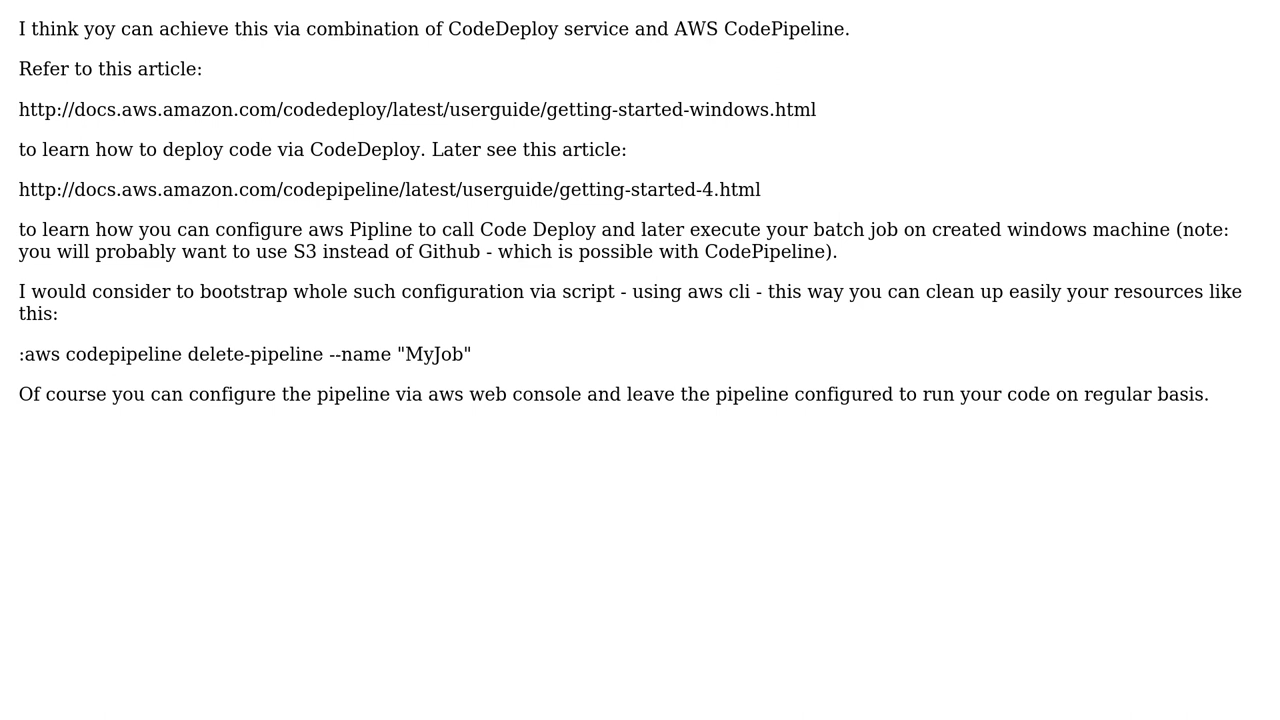 I think yoy can achieve this via combination of CodeDeploy service and AWS CodePipeline.
Refer to this article:
http://docs.aws.amazon.com/codedeploy/latest/userguide/getting-started-windows.html
to learn how to deploy code via CodeDeploy. Later see this article:
http://docs.aws.amazon.com/codepipeline/latest/userguide/getting-started-4.html
to learn how you can configure aws Pipline to call Code Deploy and later execute your batch job on created windows machine (note:
you will probably want to use S3 instead of Github - which is possible with CodePipeline).
I would consider to bootstrap whole such configuration via script - using aws cli - this way you can clean up easily your resources like
this:
:aws codepipeline delete-pipeline --name "MyJob"
Of course you can configure the pipeline via aws web console and leave the pipeline configured to run your code on regular basis.